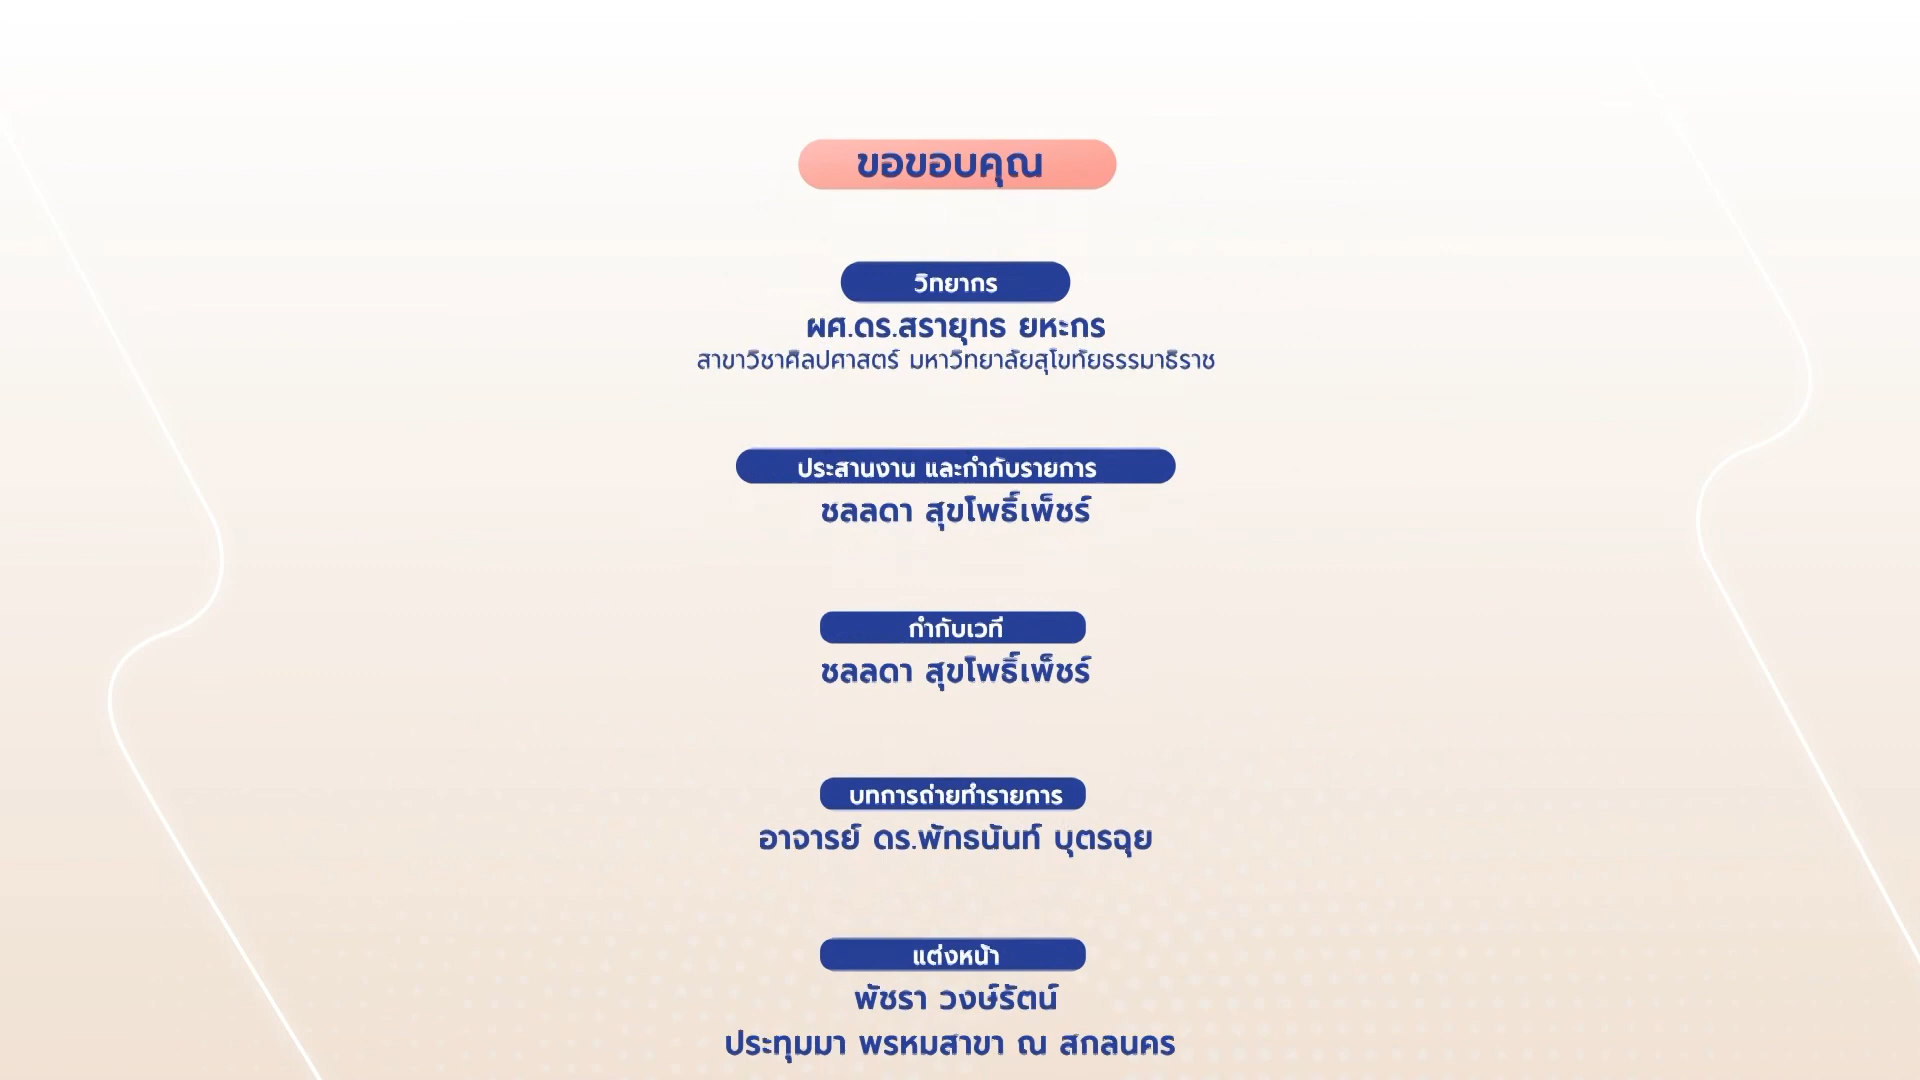 ขอขอบคุณ
วิทยากร
ผศ.ดร.สรายุทธ ยหะกร
สาขาวิชาศิลปศาสตร์ มหาวิทยาลัยสุโขทัยธรรมาธิราช
ประสานงาน และกำกับรายการ
ชลลดา สุขโพธิ์เพ็ชร์
กำกับเวที
ชลลดา สุขโพธิ์เพ็ชร์
บทการถ่ายทำรายการ
อาจารย์ ดร.พัทธนันท์ บุตรฉุย
แต่งหน้า
พัชรา วงษ์รัตน์
ประทุมมา พรหมสาขา ณ สกลนคร